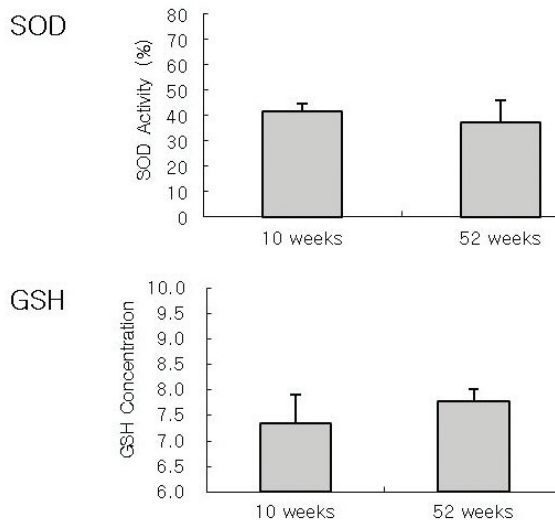 SOD
SOD Activity (%)
80
70
60
50
40
30
20
10
0
10 weeks
52 weeks
GSH
GSH Concentration
10.0
9.5
9.0
8.5
8.0
7.5
7.0
6.5
6.0
10 weeks
52 weeks